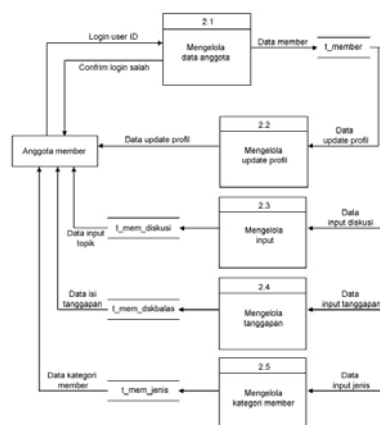 2.1
Login user ID
Mengelola
data anggota
Data member
t_member
Confrim login salah
2.2
Data update profil
Mengelola
update profil
Data
update profil
Anggota member
2.3
t_mem_diskusi
Mengelola
input
Data
input diskusi
Data input
topik
2.4
Data isi
tanggapan
t_mem_dskbalas
Mengelola
tanggapan
Data
input tanggapan
2.5
Data kategori
member
t_mem_jenis
Mengelola
kategori member
Data
input jenis